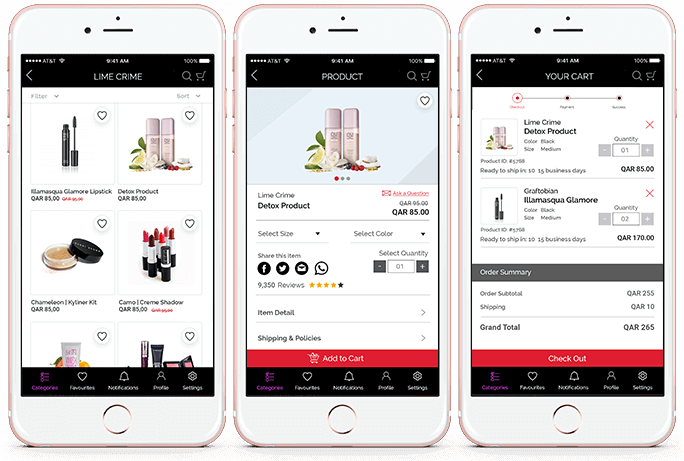 AT&T 9:41 AM 100%
LIME CRIME
Filter Sort
Illamasqua Glamore Lipstick
QAR 85,00 QAR 95,00
Detox Product
QAR 85,00
Chameleon | Kyliner Kit
QAR 85,00
Camo | Creme Shadow
QAR 85,00 QAR 95,00
Categories Favourites Notifications Profile Settings
AT&T 9:41 AM 100%
PRODUCT
Lime Crime
Ask a Question
Detox Product
QAR 95.00
QAR 85.00
Select Size Select Color
Share this Item
Select Quantity
- 01 +
9,350 Reviews
Item Detail
Shipping & Policies
Add to Cart
Categories Favourites Notifications Profile Settings
AT&T 9:41 AM 100%
YOUR CART
Checkout Payment Success
Lime Crime
Detox Product
Color Black
Size Medium
Quantity
- 01 +
Product ID: #5768
Ready to ship in: 10 15 business days
QAR 85.00
Graftobian
Illamasqua Glamore
Color Black
Size Medium
Quantity
- 02 +
Product ID: #5768
Ready to ship in: 10 15 business days
QAR 170.00
Order Summary
Order Subtotal QAR 255
Shipping QAR 10
Grand Total QAR 265
Check Out
Categories Favourites Notifications Profile Settings